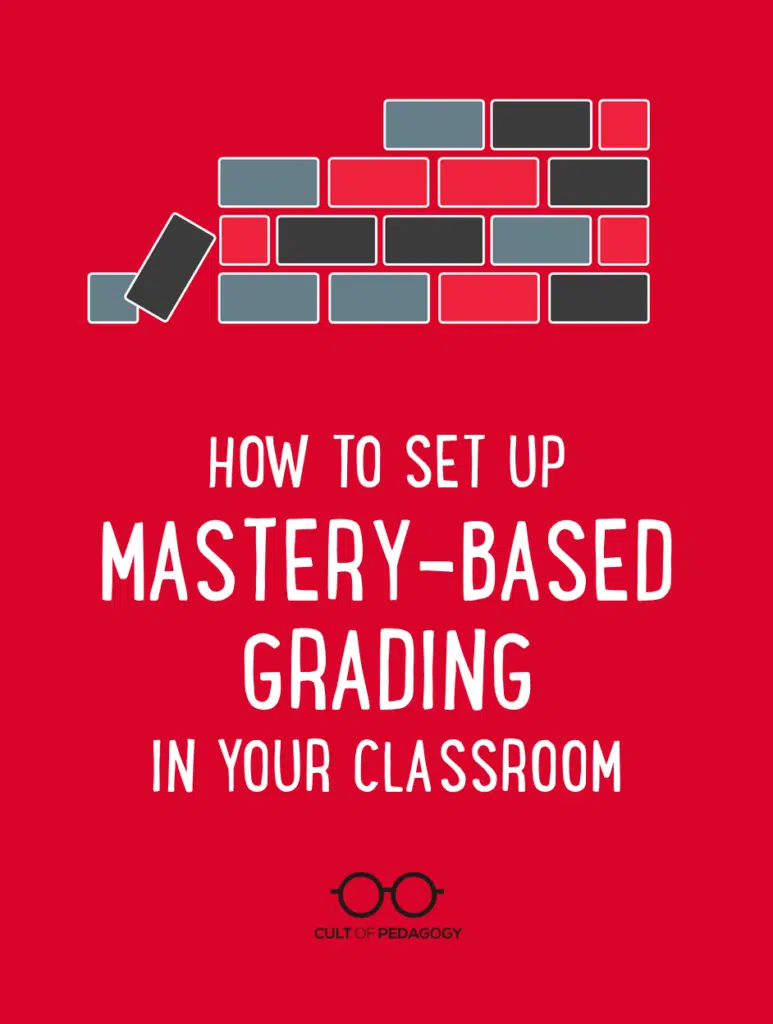 HOW TO SET UP
MASTERY-BASED
GRADING
IN YOUR CLASSROOM
CULT OF PEDAGOGY